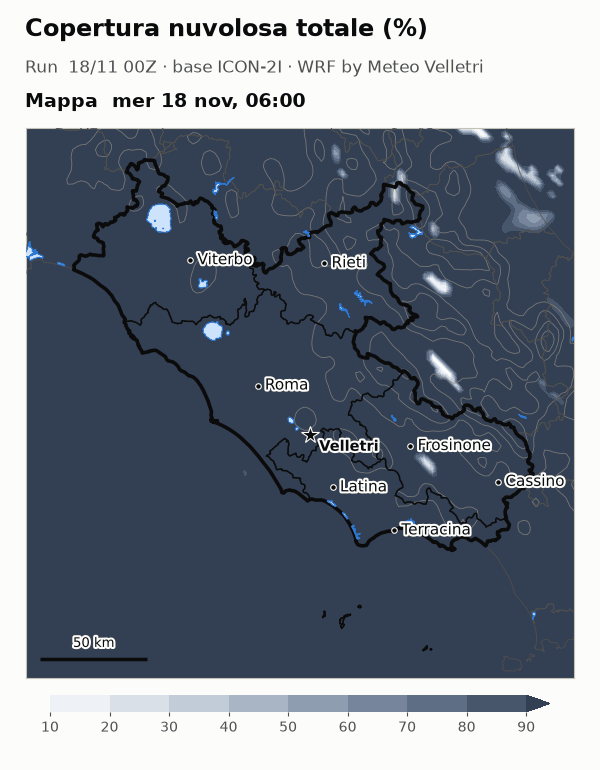 Copertura nuvolosa totale (%)
Run  18/11 00Z · base ICON-2I · WRF by Meteo Velletri
Mappa  mer 18 nov, 06:00
Viterbo
Rieti
Roma
Velletri
Frosinone
Latina
Cassino
Terracina
50 km
10 20 30 40 50 60 70 80 90